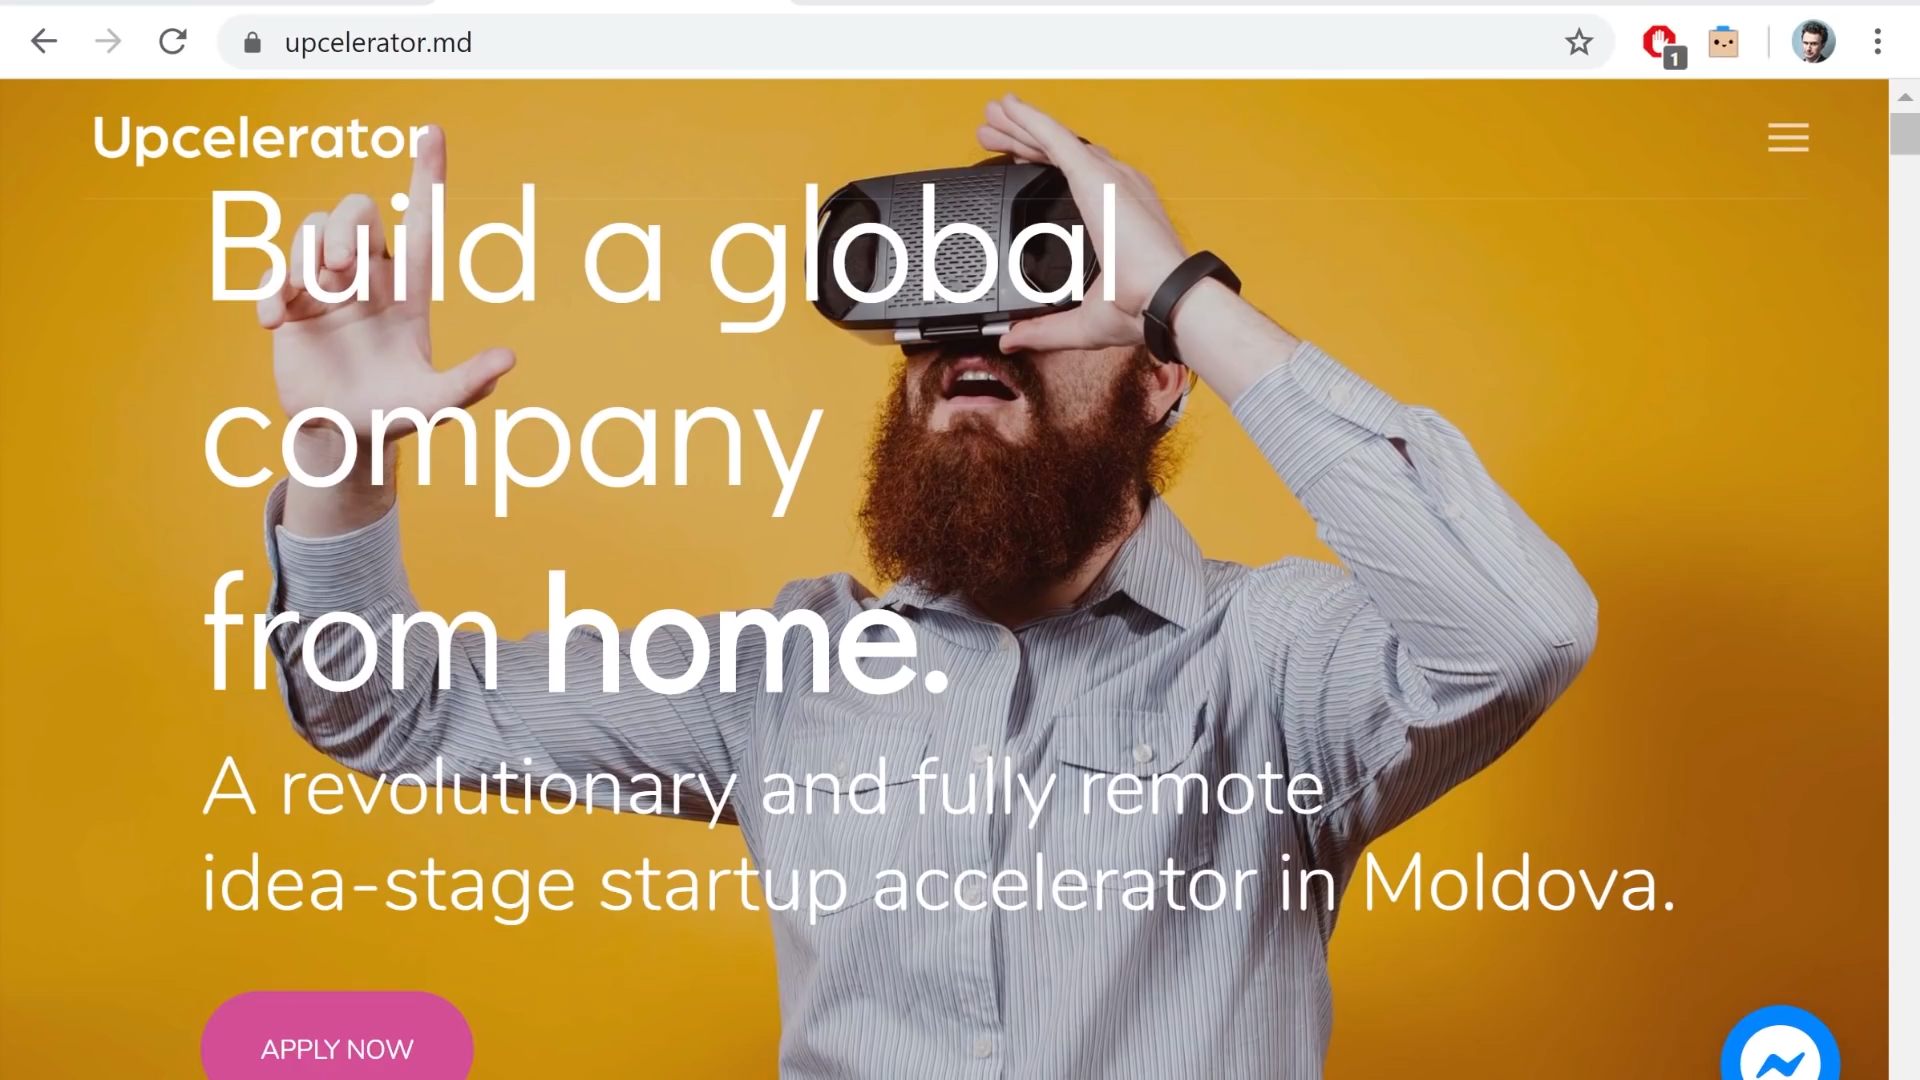 upcelerator.md
1
Upcelerator
Build a global
company
from home.
A revolutionary and fully remote
idea-stage startup accelerator in Moldova.
APPLY NOW